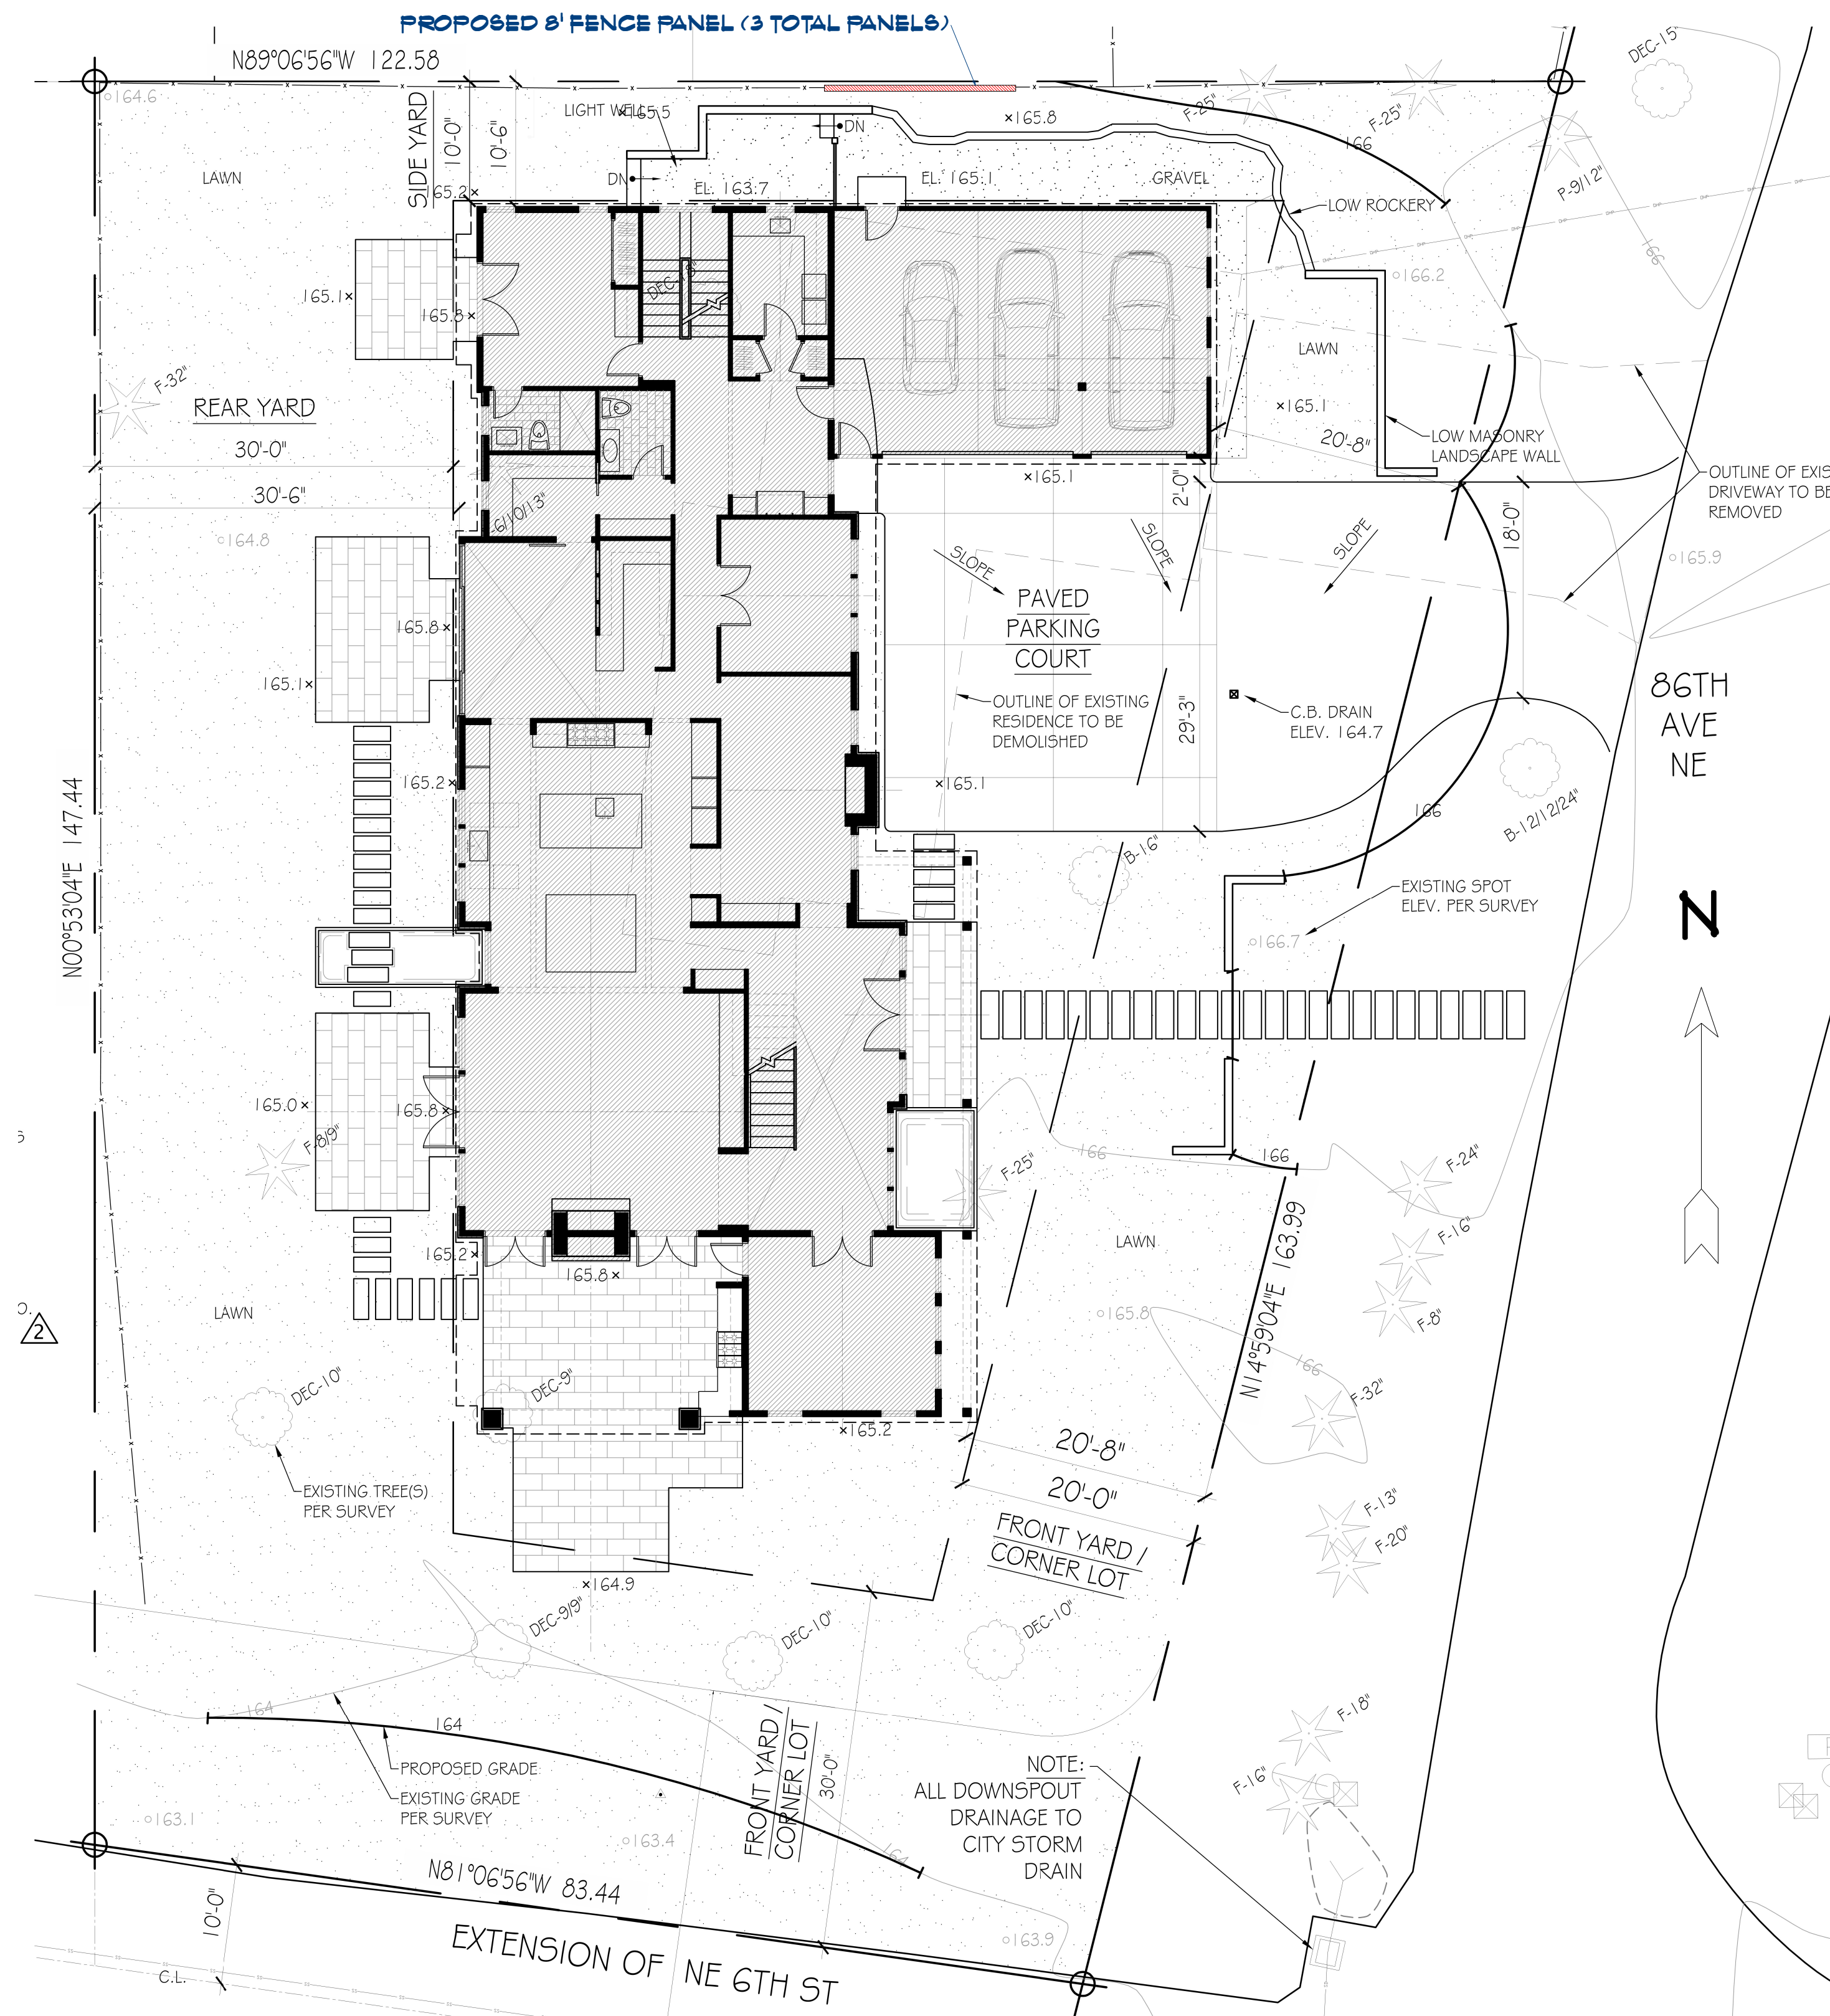 PROPOSED 8' FENCE PANEL (3 TOTAL PANELS)
N89°06'56"W 122.58
DEC-15"
164.6
LIGHT WELL
165.5
165.8
F-25"
F-25"
DN
166
SIDE YARD
10'-0"
10'-6"
LAWN
DN
EL. 163.7
EL. 165.1
GRAVEL
P-9/12"
165.2
LOW ROCKERY
166
166.2
165.1
165.8
LAWN
F-32"
REAR YARD
30'-0"
165.1
20'-8"
LOW MASONRY
LANDSCAPE WALL
165.1
2'-0"
OUTLINE OF EXIS
DRIVEWAY TO BE
REMOVED
30'-6"
6/10/13"
164.8
SLOPE
SLOPE
SLOPE
18'-0"
165.9
PAVED
PARKING
COURT
165.8
165.1
OUTLINE OF EXISTING
RESIDENCE TO BE
DEMOLISHED
C.B. DRAIN
ELEV. 164.7
29'-3"
86TH
AVE
NE
165.2
165.1
166
B-12/12/24"
N00°53'04"E 147.44
B-16"
EXISTING SPOT
ELEV. PER SURVEY
166.7
N
165.0
165.8
F-8/9"
166
166
F-25"
F-24"
F-16"
LAWN
165.2
165.8
N14°59'04"E 163.99
LAWN
165.8
F-8"
2
166
F-32"
DEC-10"
DEC-9"
165.2
20'-8"
20'-0"
EXISTING TREE(S)
PER SURVEY
FRONT YARD /
CORNER LOT
F-13"
F-20"
164.9
DEC-9/9"
DEC-10"
DEC-10"
164
164
F-18"
PROPOSED GRADE
EXISTING GRADE
PER SURVEY
FRONT YARD /
CORNER LOT
30'-0"
NOTE:
ALL DOWNSPOUT
DRAINAGE TO
CITY STORM
DRAIN
F-16"
163.1
163.4
164
N81°06'56"W 83.44
10'-0"
163.9
EXTENSION OF NE 6TH ST
C.L.